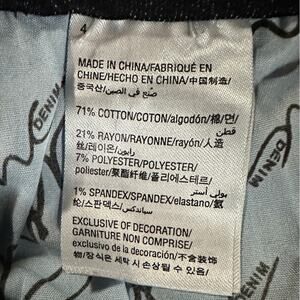 4
MADE IN CHINA/FABRIQUÉ EN
CHINE/HECHO EN CHINA/中国制造/
صنع في الصين/중국산
71% COTTON/COTON/algodón/棉/면/
قطن
21% RAYON/RAYONNE/rayón/人造
丝/레이온/رايون
7% POLYESTER/POLYESTER/
poliester/聚酯纤维/폴리에스테르/
بولي أستر
1% SPANDEX/SPANDEX/elastano/氨
纶/스판덱스/سباندكس
EXCLUSIVE OF DECORATION/
GARNITURE NON COMPRISE/
exclusivo de la decoración/不含装饰
物/장식은 세탁 시 손상될 수 있
DENIM
DENIM
DENIM